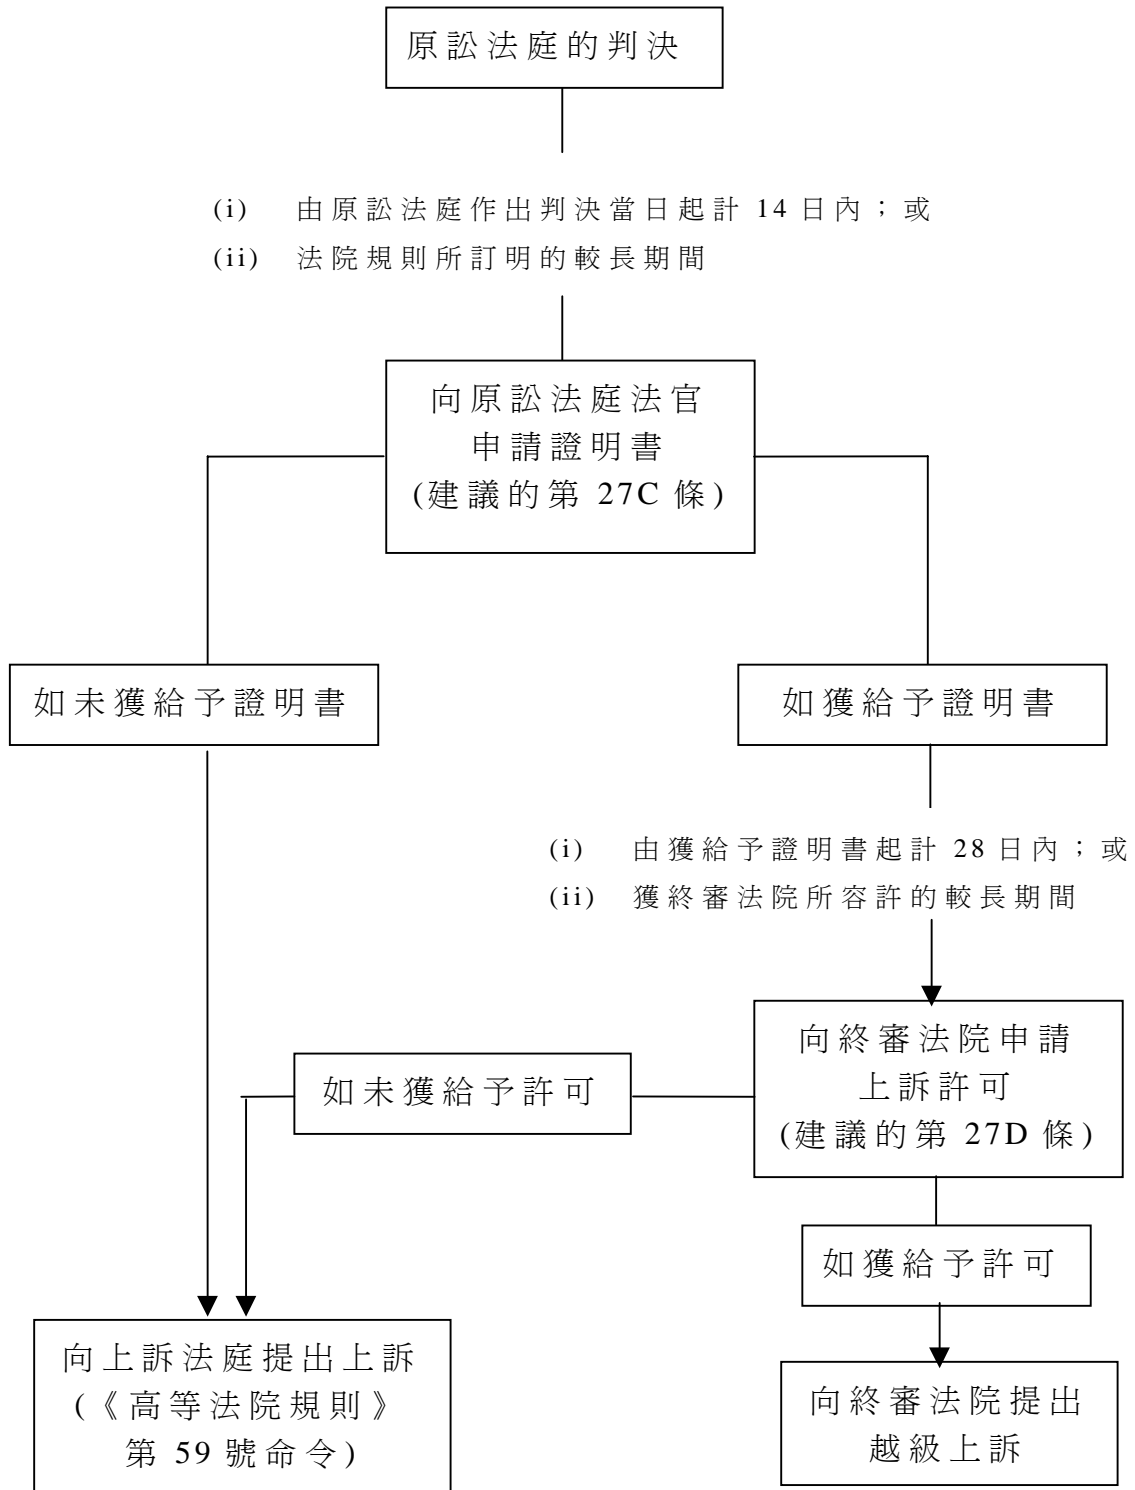 原訟法庭的判決
(i) 由原訟法庭作出判決當日起計 14 日內；或
(ii) 法院規則所訂明的較長期間
向原訟法庭法官
申請證明書
(建議的第 27C 條)
如未獲給予證明書
如獲給予證明書
(i) 由獲給予證明書起計 28 日內；或
(ii) 獲終審法院所容許的較長期間
向終審法院申請
上訴許可
(建議的第 27D 條)
如未獲給予許可
如獲給予許可
向上訴法庭提出上訴
(《高等法院規則》
第 59 號命令)
向終審法院提出
越級上訴